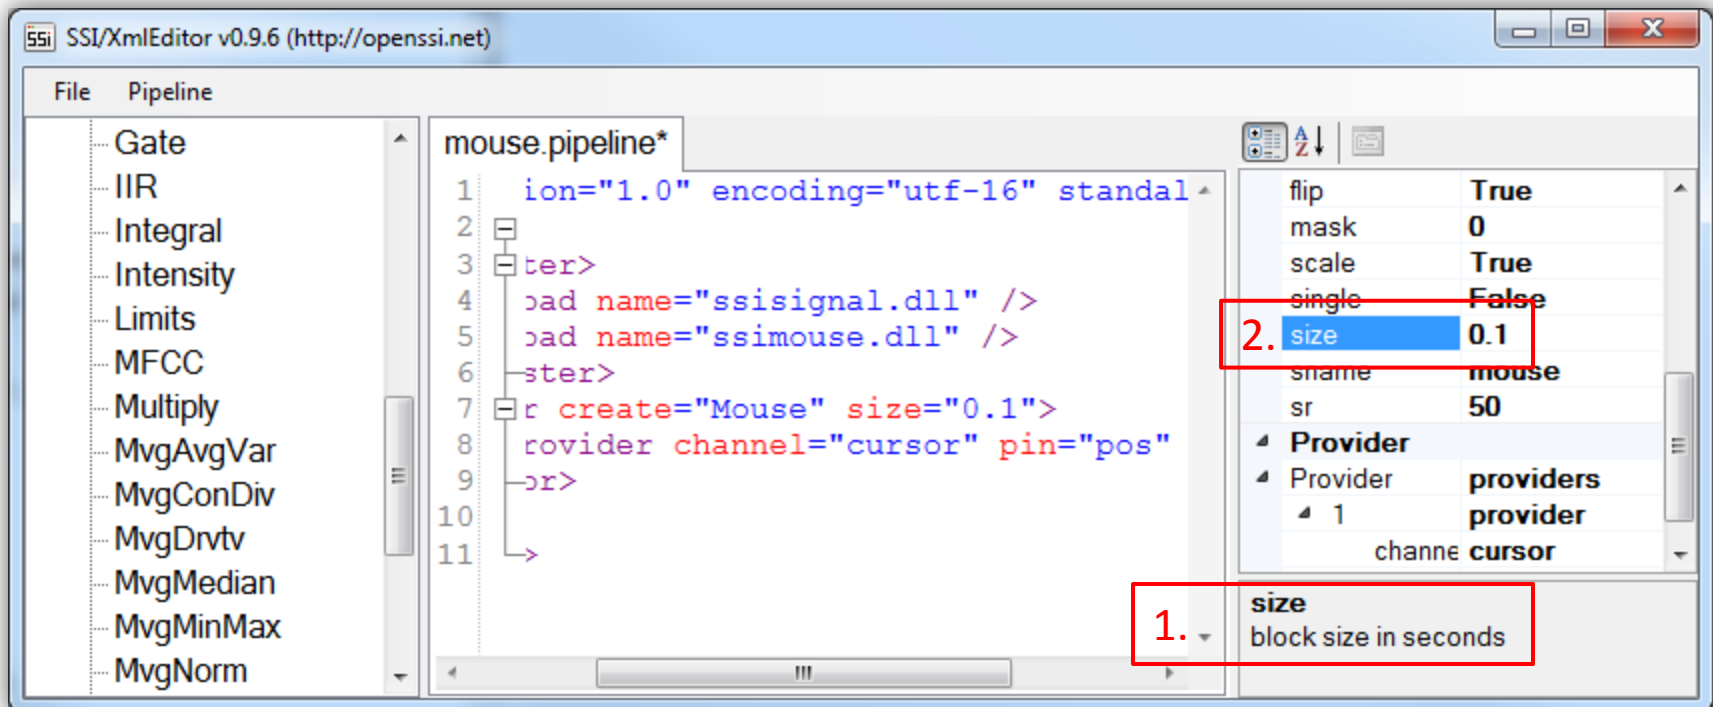 SSI SSI/XmlEditor v0.9.6 (http://openssi.net)
File Pipeline
Gate
IIR
Integral
Intensity
Limits
MFCC
Multiply
MvgAvgVar
MvgConDiv
MvgDrvtv
MvgMedian
MvgMinMax
MvgNorm
mouse.pipeline*
1 ion="1.0" encoding="utf-16" standal
2
3 ter>
4 oad name="ssisignal.dll" />
5 oad name="ssimouse.dll" />
6 ster>
7 r create="Mouse" size="0.1">
8 rovider channel="cursor" pin="pos"
9 or>
10
11 >
flip True
mask 0
scale True
single False
2. size 0.1
sname mouse
sr 50
Provider
Provider providers
1 provider
channe cursor
1. size
block size in seconds